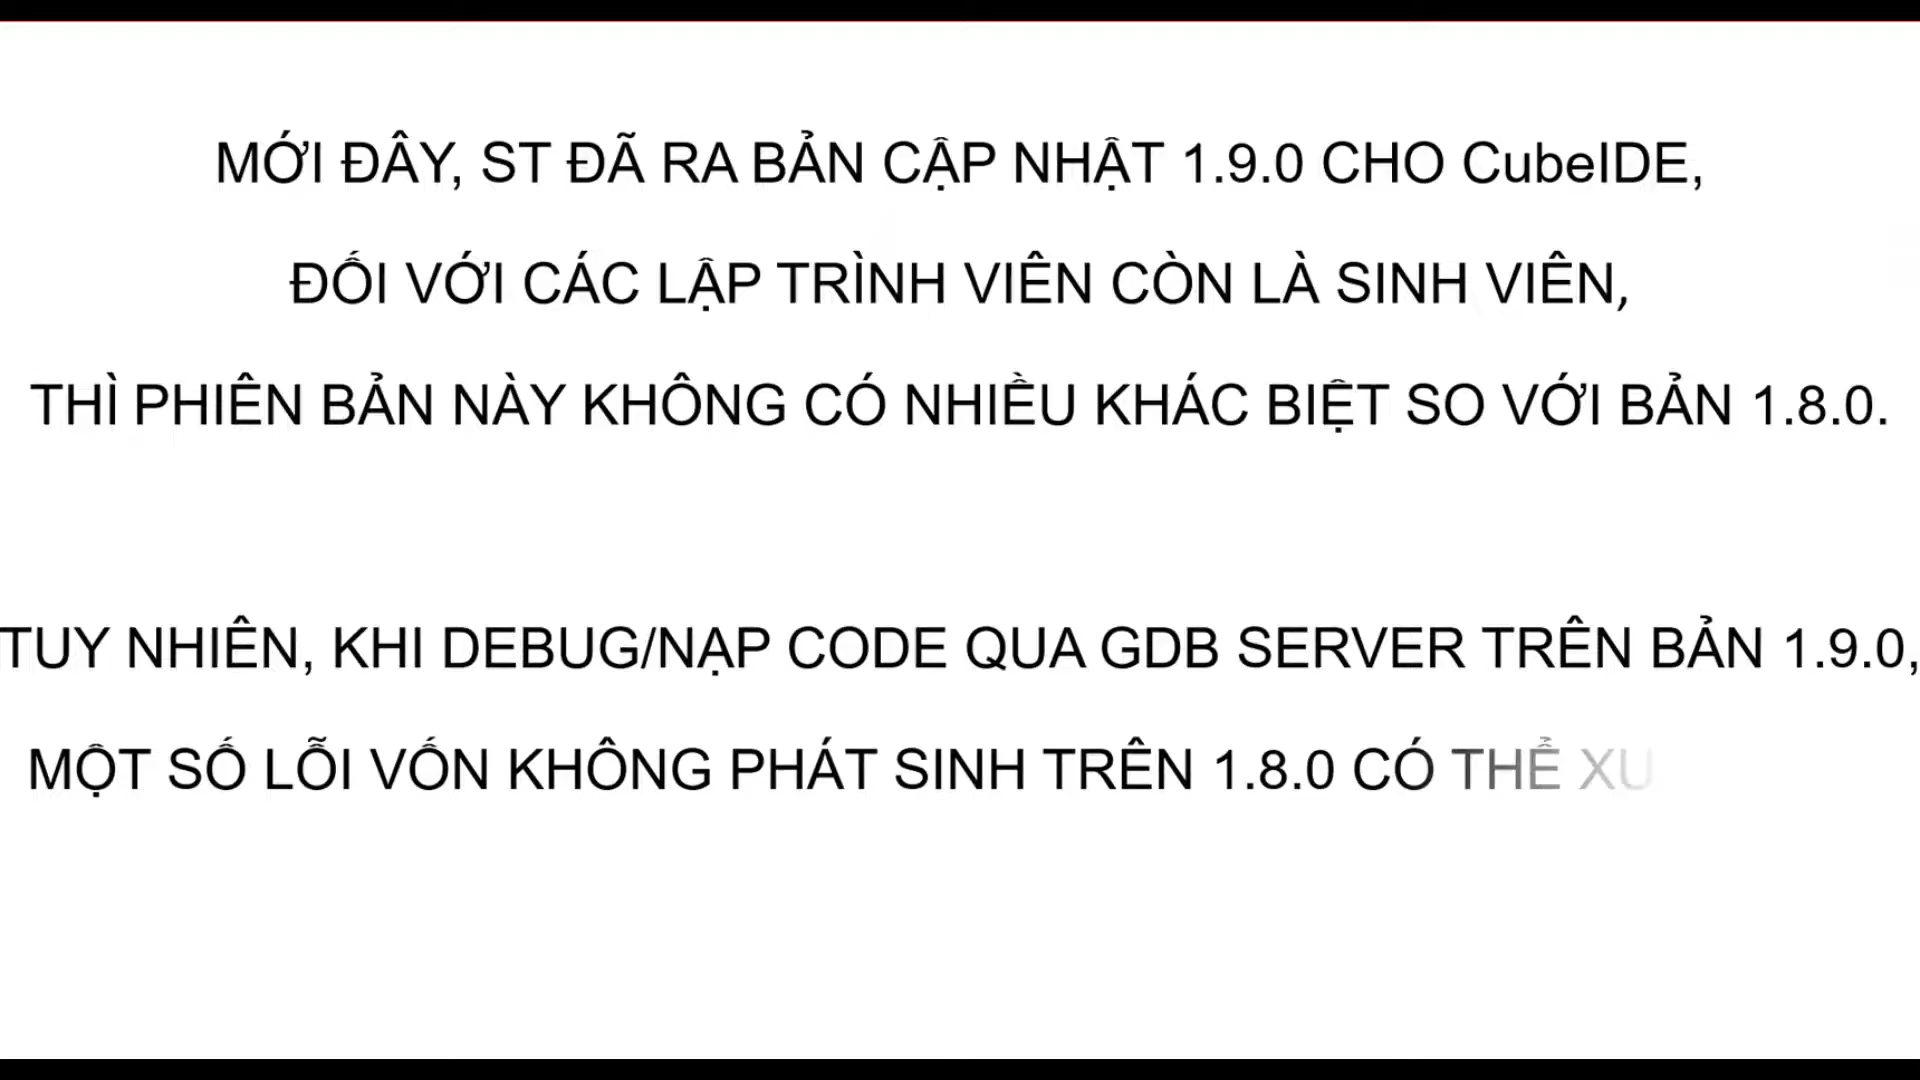 MỚI ĐÂY, ST ĐÃ RA BẢN CẬP NHẬT 1.9.0 CHO CubeIDE,
ĐỐI VỚI CÁC LẬP TRÌNH VIÊN CÒN LÀ SINH VIÊN,
THÌ PHIÊN BẢN NÀY KHÔNG CÓ NHIỀU KHÁC BIỆT SO VỚI BẢN 1.8.0.
TUY NHIÊN, KHI DEBUG/NẠP CODE QUA GDB SERVER TRÊN BẢN 1.9.0,
MỘT SỐ LỖI VỐN KHÔNG PHÁT SINH TRÊN 1.8.0 CÓ THỂ XU